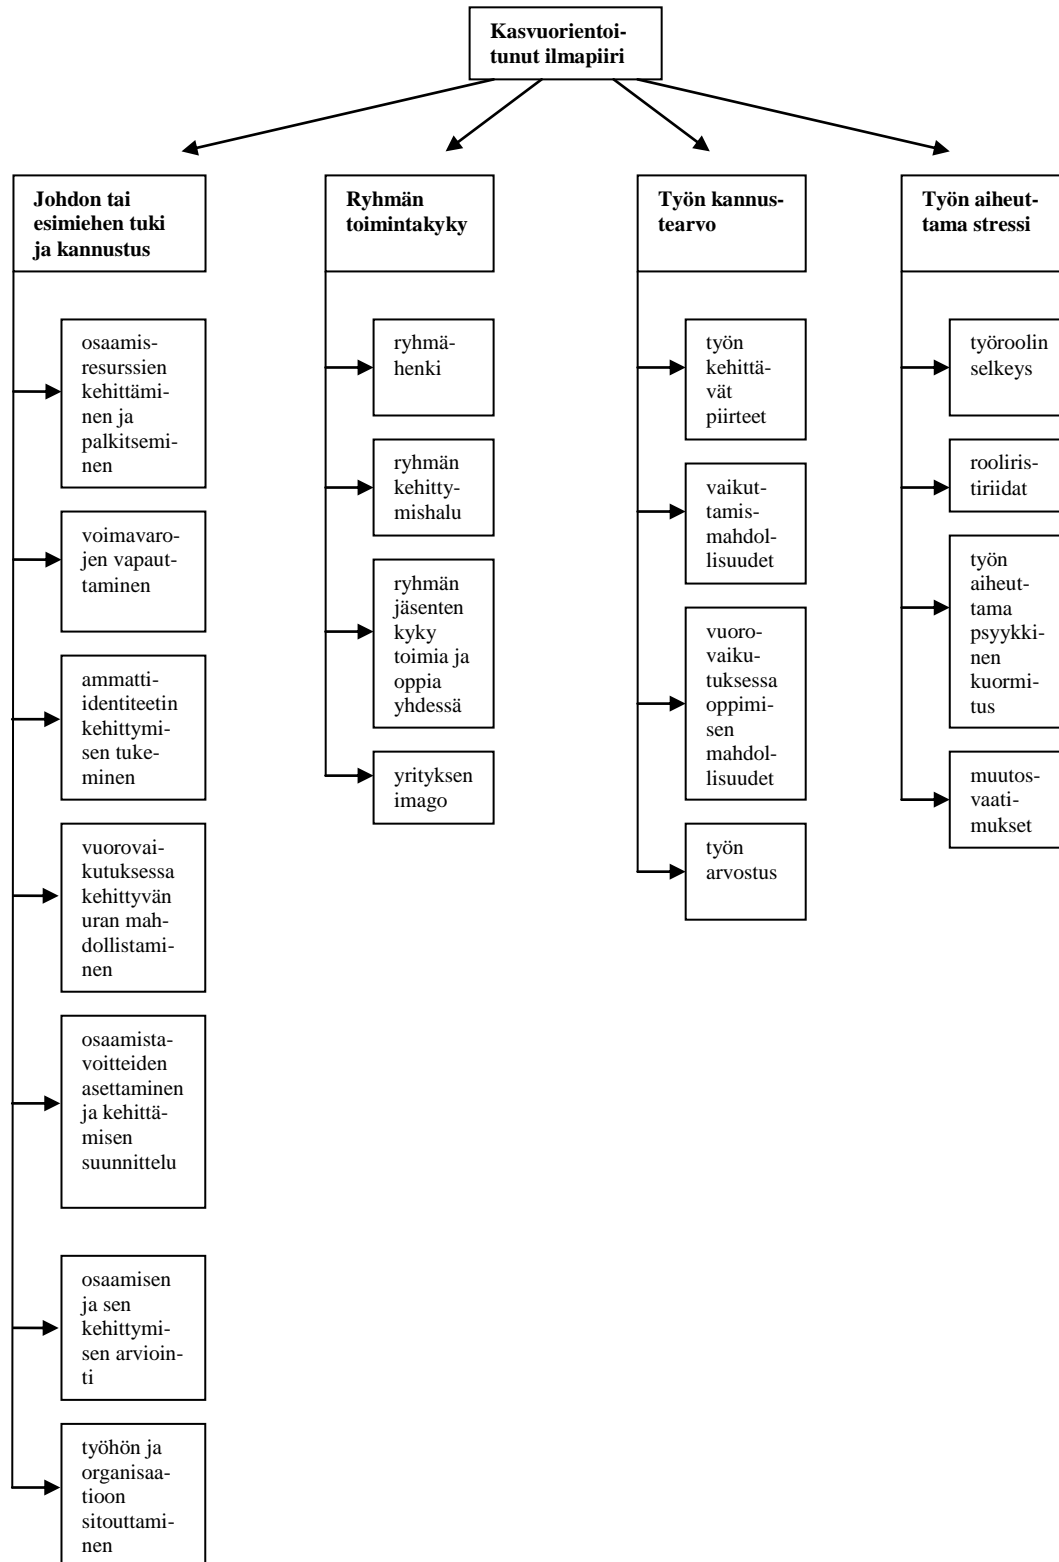 Kasvuorientoi-
tunut ilmapiiri
Johdon tai
esimiehen tuki
ja kannustus
osaamis-
resurssien
kehittämi-
nen ja
palkitsemi-
nen
voimavaro-
jen vapaut-
taminen
ammatti-
identiteetin
kehittymi-
sen tuke-
minen
vuorovai-
kutuksessa
kehittyvän
uran mah-
dollistami-
nen
osaamista-
voitteiden
asettaminen
ja kehittä-
misen
suunnittelu
osaamisen
ja sen
kehittymi-
sen arvioin-
ti
työhön ja
organisaa-
tioon
sitouttami-
nen
Ryhmän
toimintakyky
ryhmä-
henki
ryhmän
kehitty-
mishalu
ryhmän
jäsenten
kyky
toimia ja
oppia
yhdessä
yrityksen
imago
Työn kannus-
tearvo
työn
kehittä-
vät
piirteet
vaikut-
tamis-
mahdol-
lisuudet
vuoro-
vaiku-
tuksessa
oppimi-
sen
mahdol-
lisuudet
työn
arvostus
Työn aiheut-
tama stressi
työroolin
selkeys
rooliris-
tiriidat
työn
aiheut-
tama
psyykki-
nen
kuormi-
tus
muutos-
vaati-
mukset